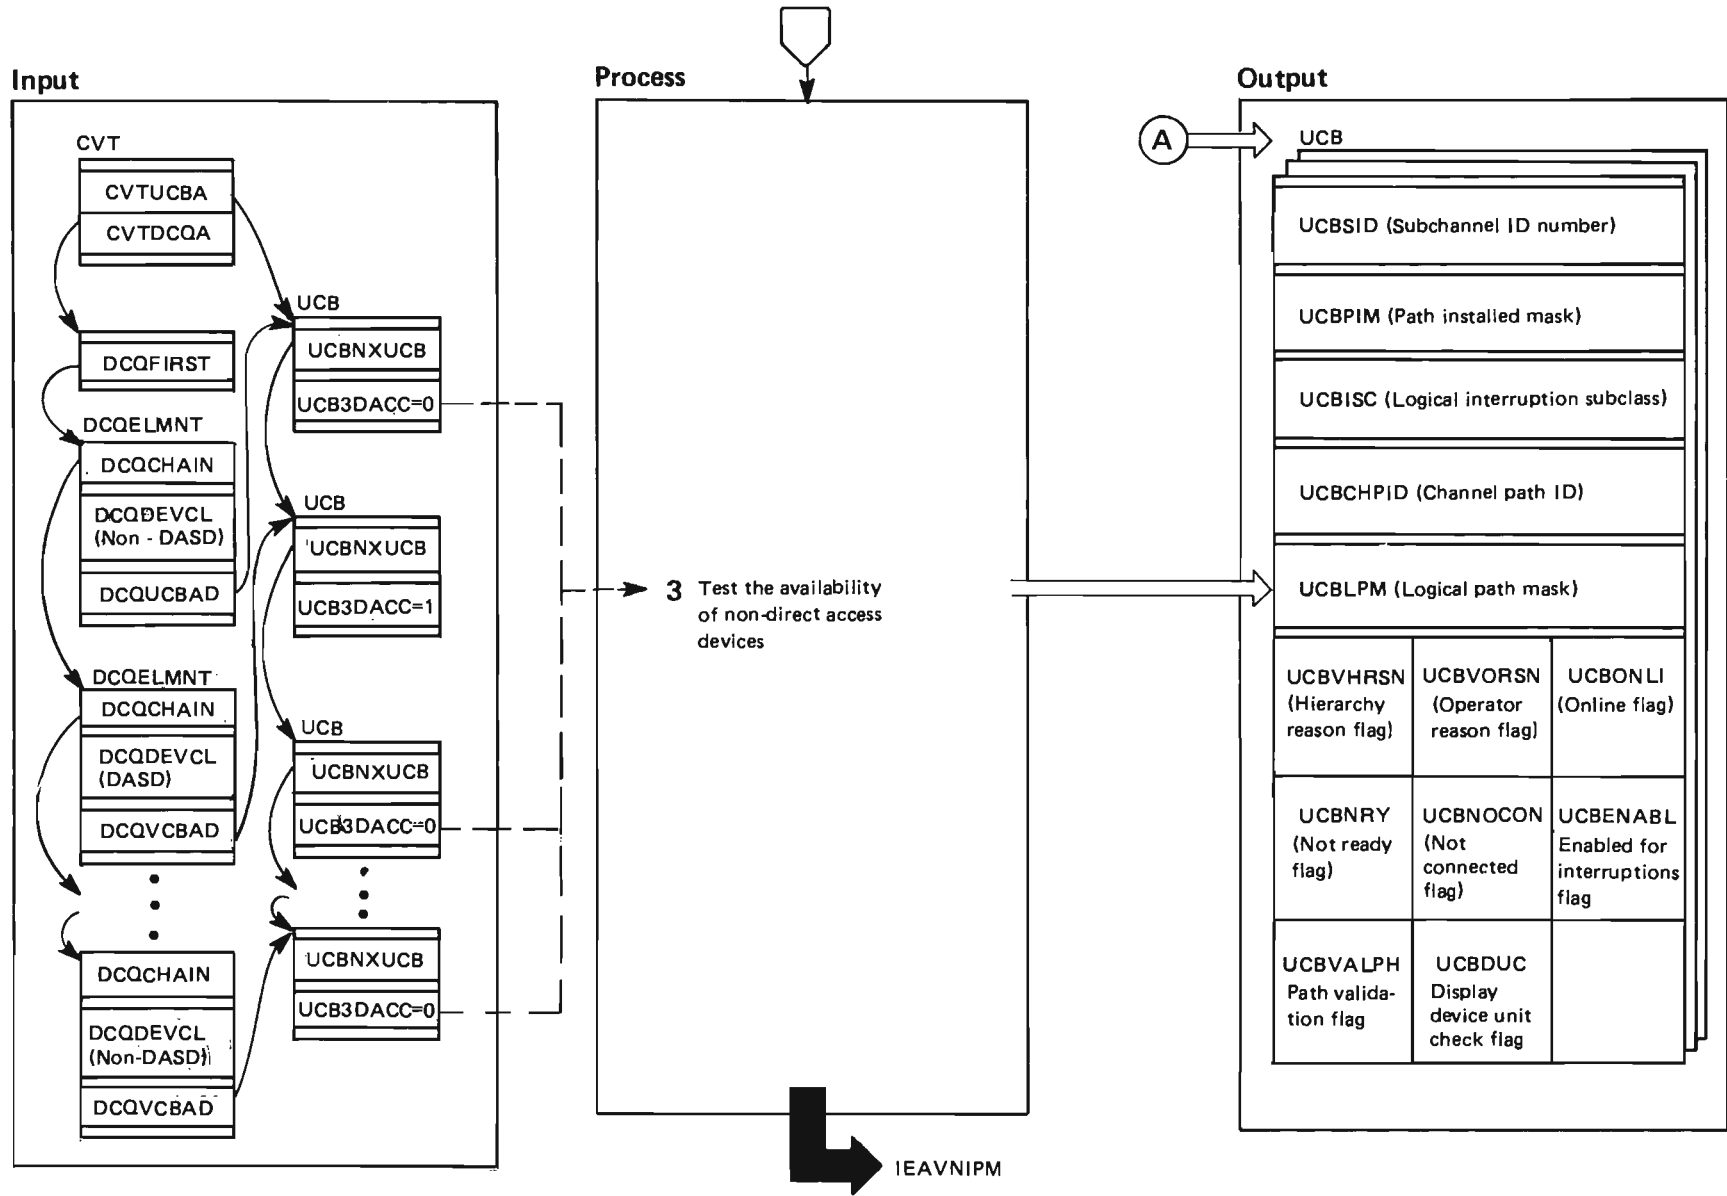 Input
CVT
CVTUCBA
CVTDCQA
DCQFIRST
DCQELMNT
DCQCHAIN
DCQDEVCL
(Non - DASD)
DCQUCBAD
DCQELMNT
DCQCHAIN
DCQDEVCL
(DASD)
DCQVCBAD
DCQCHAIN
DCQDEVCL
(Non-DASD)
DCQVCBAD
UCB
UCBNXUCB
UCB3DACC=0
UCB
UCBNXUCB
UCB3DACC=1
UCB
UCBNXUCB
UCB3DACC=0
UCBNXUCB
UCB3DACC=0
Process
3 Test the availability
of non-direct access
devices
IEAVNIPM
Output
A
UCB
UCBSID (Subchannel ID number)
UCBPIM (Path installed mask)
UCBISC (Logical interruption subclass)
UCBCHPID (Channel path ID)
UCBLPM (Logical path mask)
UCBVHRSN
(Hierarchy
reason flag)
UCBVORSN
(Operator
reason flag)
UCBONLI
(Online flag)
UCBNRY
(Not ready
flag)
UCBNOCON
(Not
connected
flag)
UCBENABL
Enabled for
interruptions
flag
UCBVALPH
Path valida-
tion flag
UCBDUC
Display
device unit
check flag